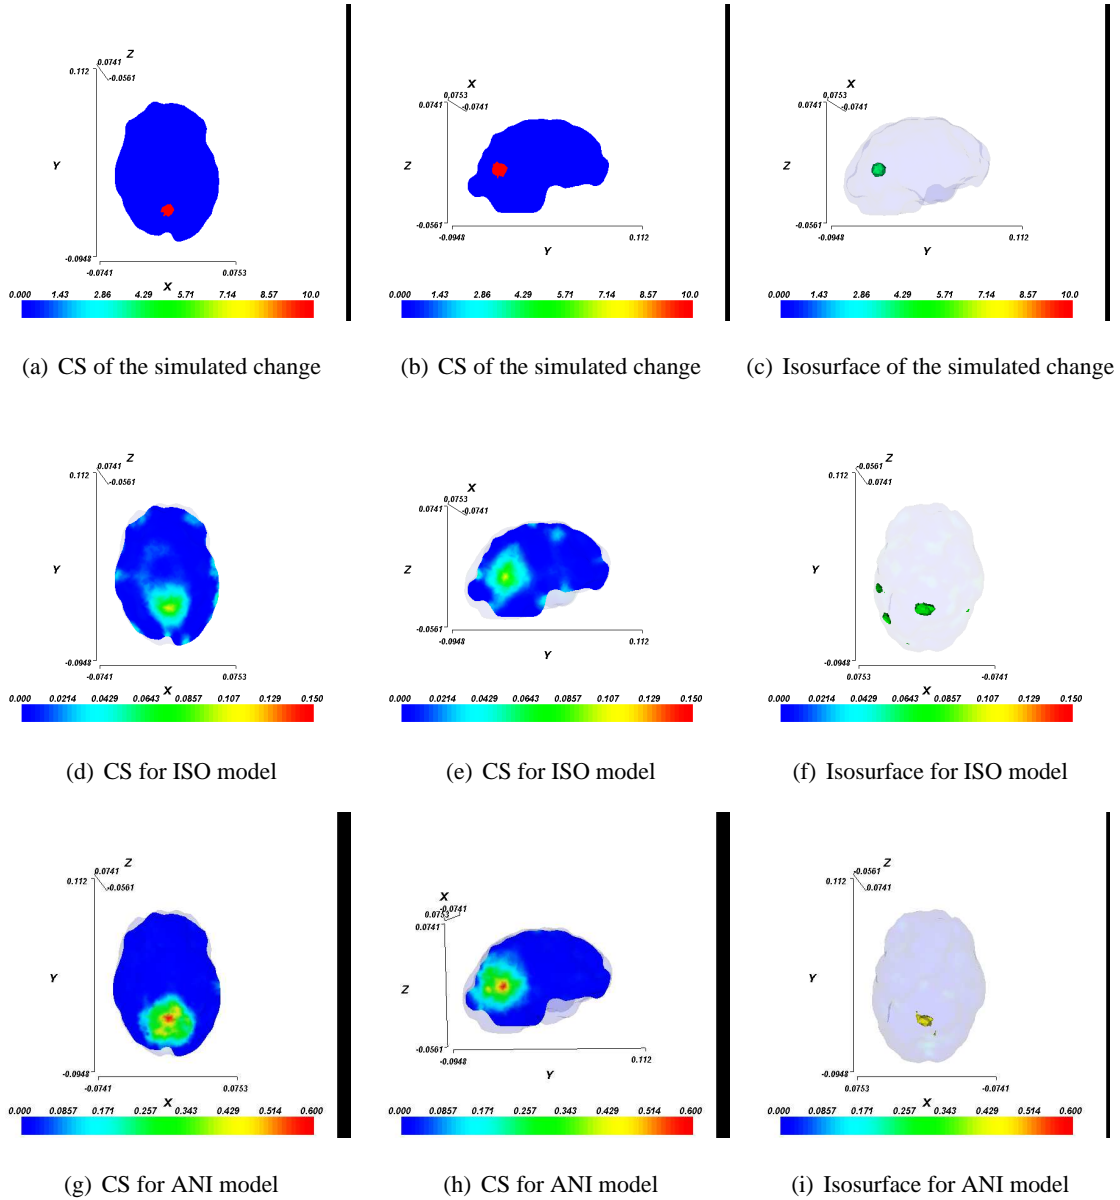 Z
0.0741
0.112
-0.0561
Y
-0.0948
-0.0741
0.0753
X
0.000 1.43 2.86 4.29 5.71 7.14 8.57 10.0
X
0.0753
0.0741
-0.0741
Z
-0.0561
-0.0948
0.112
Y
0.000 1.43 2.86 4.29 5.71 7.14 8.57 10.0
X
0.0753
0.0741
-0.0741
Z
-0.0561
-0.0948
0.112
Y
0.000 1.43 2.86 4.29 5.71 7.14 8.57 10.0
(a) CS of the simulated change
(b) CS of the simulated change
(c) Isosurface of the simulated change
Z
0.0741
0.112
-0.0561
Y
-0.0948
-0.0741
0.0753
X
0.000 0.0214 0.0429 0.0643 0.0857 0.107 0.129 0.150
X
0.0753
0.0741
-0.0741
Z
-0.0561
-0.0948
0.112
Y
0.000 0.0214 0.0429 0.0643 0.0857 0.107 0.129 0.150
Z
-0.0561
0.112
0.0741
Y
-0.0948
0.0753
-0.0741
X
0.000 0.0214 0.0429 0.0643 0.0857 0.107 0.129 0.150
(d) CS for ISO model
(e) CS for ISO model
(f) Isosurface for ISO model
Z
0.0741
0.112
-0.0561
Y
-0.0948
-0.0741
0.0753
X
0.000 0.0857 0.171 0.257 0.343 0.429 0.514 0.600
X
-0.0741
0.0753
0.0741
Z
-0.0561
-0.0948
0.112
Y
0.000 0.0857 0.171 0.257 0.343 0.429 0.514 0.600
Z
-0.0561
0.112
0.0741
Y
-0.0948
0.0753
-0.0741
X
0.000 0.0857 0.171 0.257 0.343 0.429 0.514 0.600
(g) CS for ANI model
(h) CS for ANI model
(i) Isosurface for ANI model